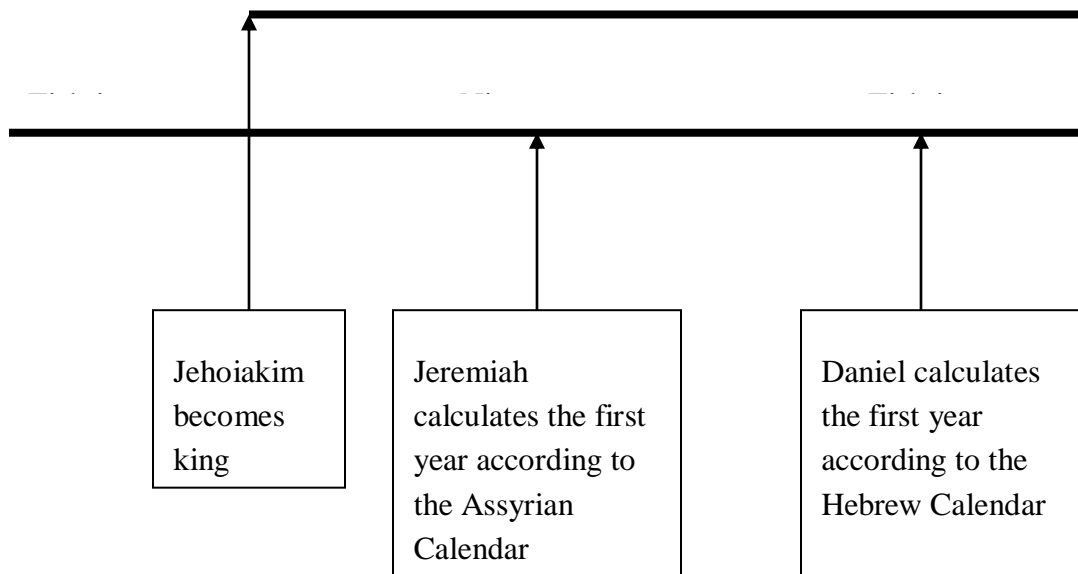 Jehoiakim
becomes
king
Jeremiah
calculates the first
year according to
the Assyrian
Calendar
Daniel calculates
the first year
according to the
Hebrew Calendar